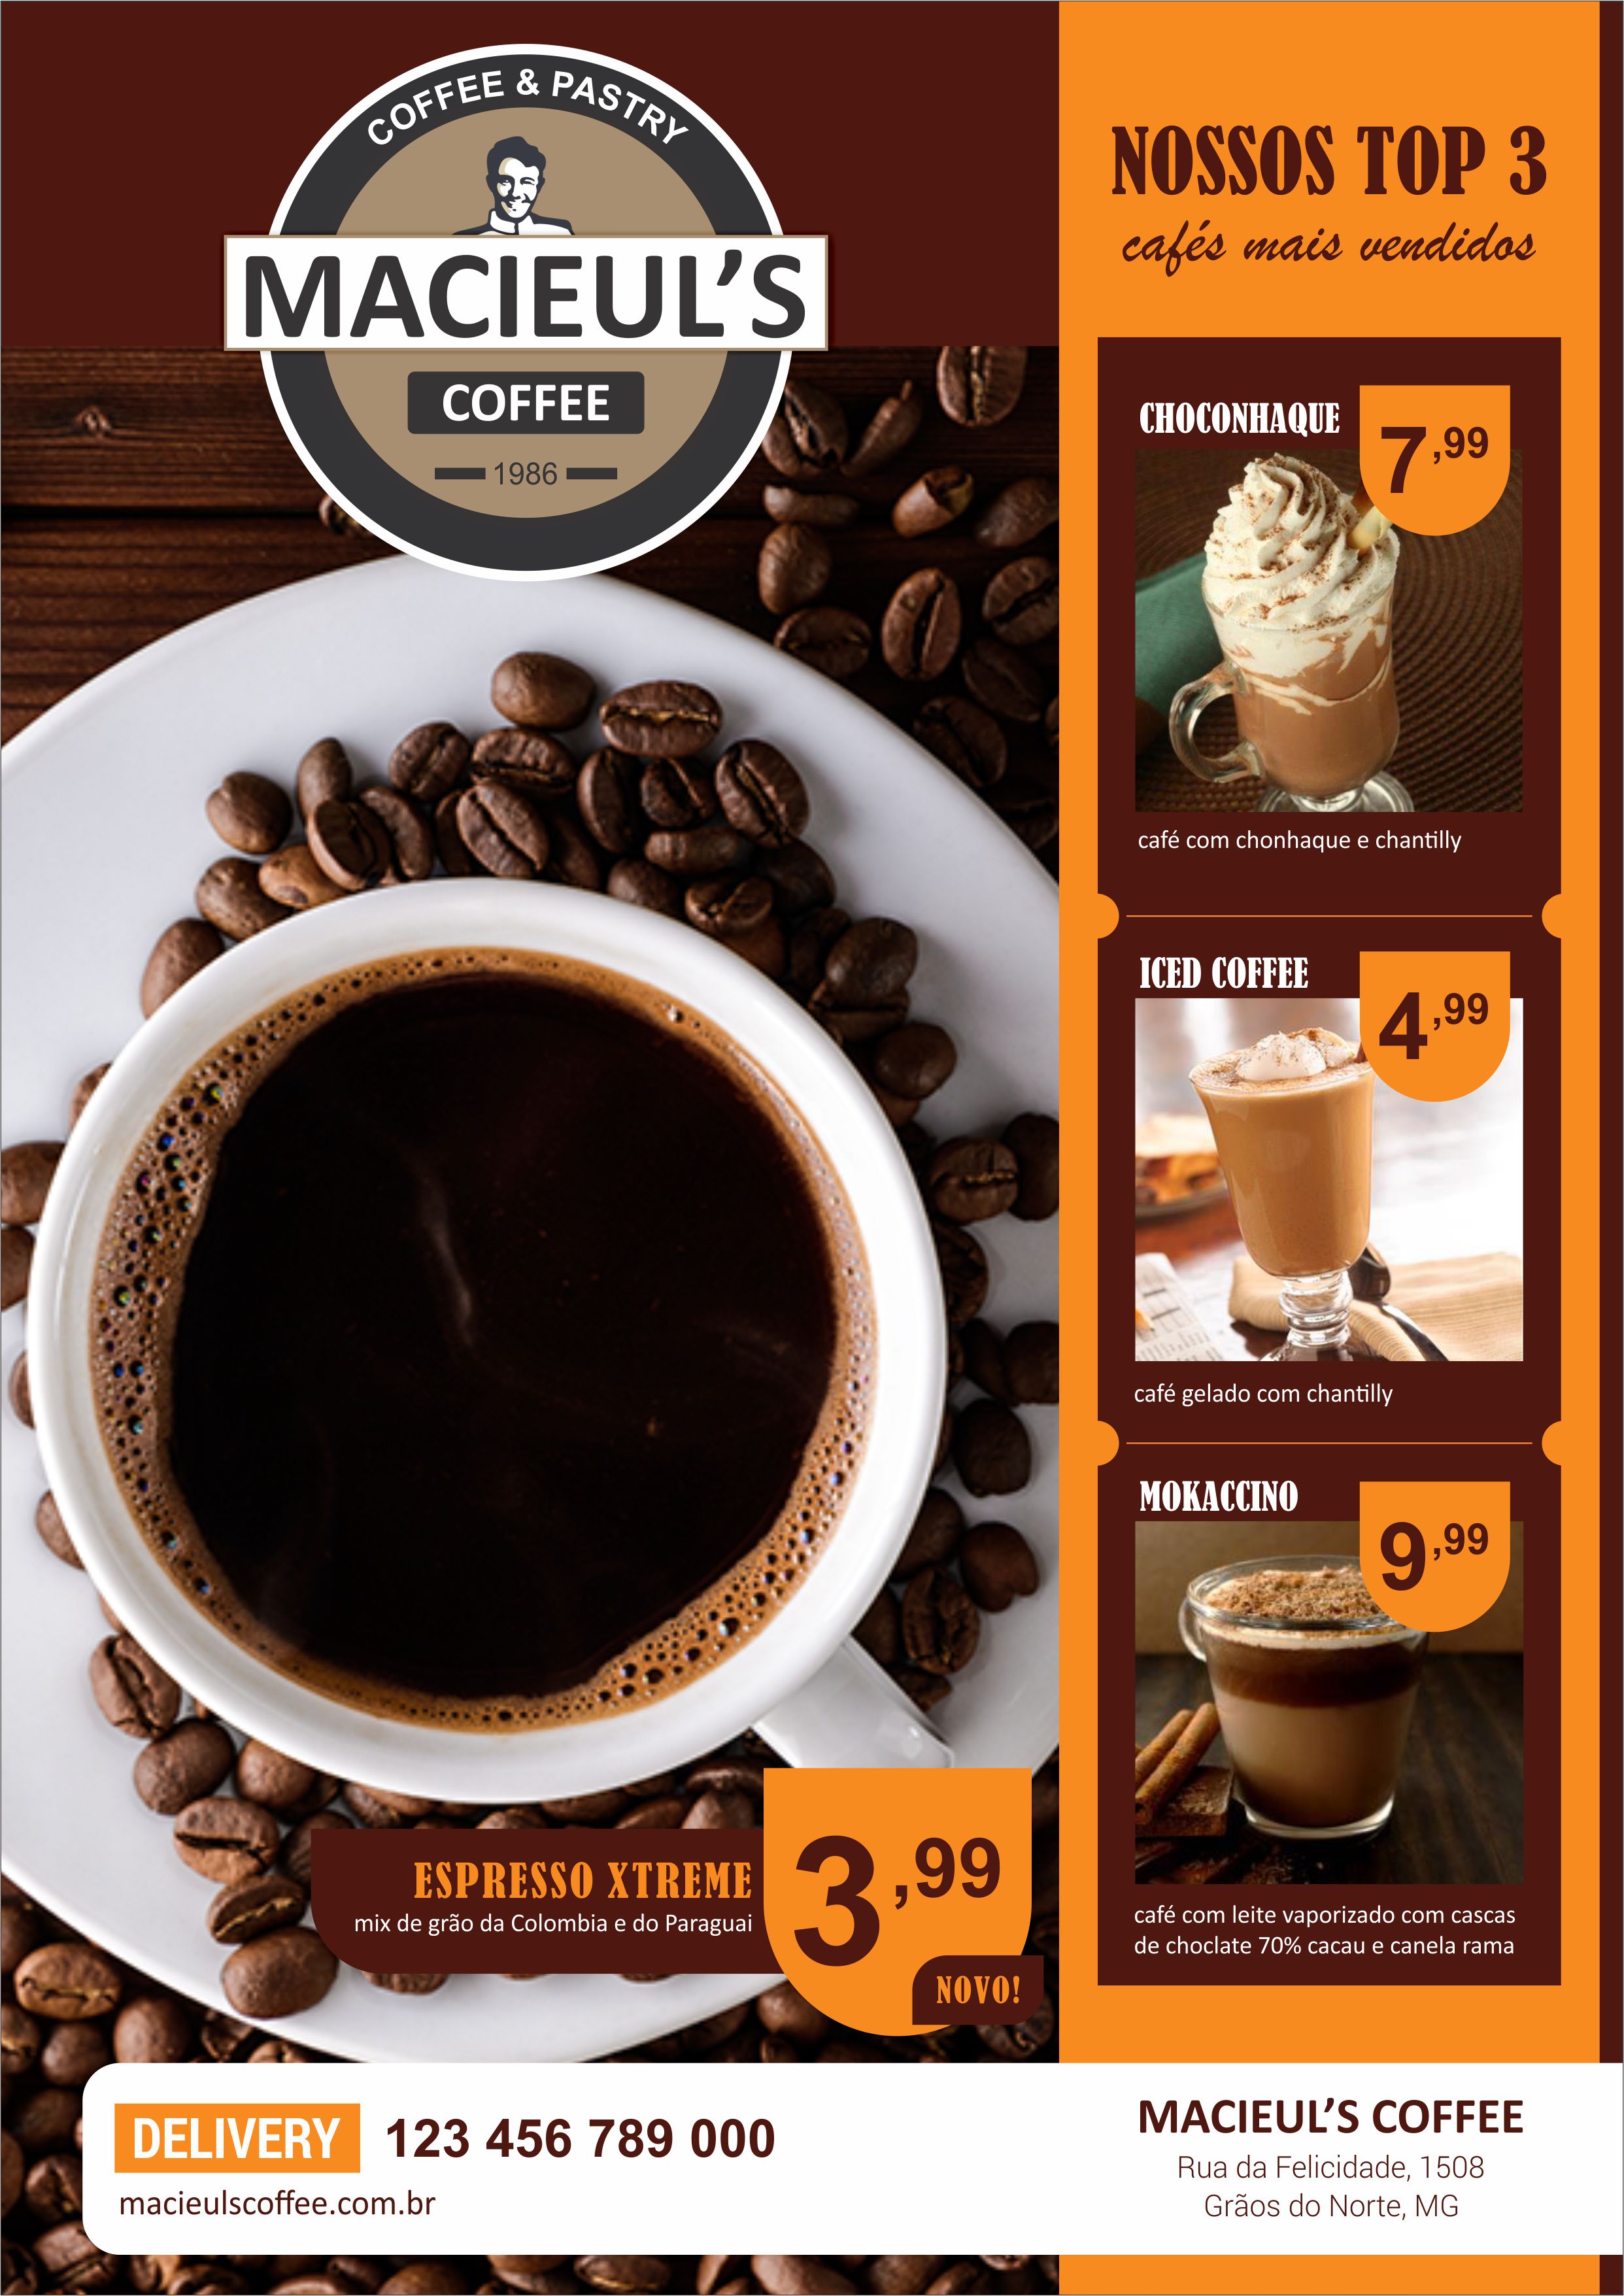 COFFEE & PASTRY
MACIEUL’S
COFFEE
1986
NOSSOS TOP 3
cafés mais vendidos
CHOCONHAQUE
7,99
café com chonhaque e chantilly
ICED COFFEE
4,99
café gelado com chantilly
MOKACCINO
9,99
café com leite vaporizado com cascas
de choclate 70% cacau e canela rama
ESPRESSO XTREME
mix de grão da Colombia e do Paraguai
3,99
NOVO!
DELIVERY 123 456 789 000
macieulscoffee.com.br
MACIEUL’S COFFEE
Rua da Felicidade, 1508
Grãos do Norte, MG